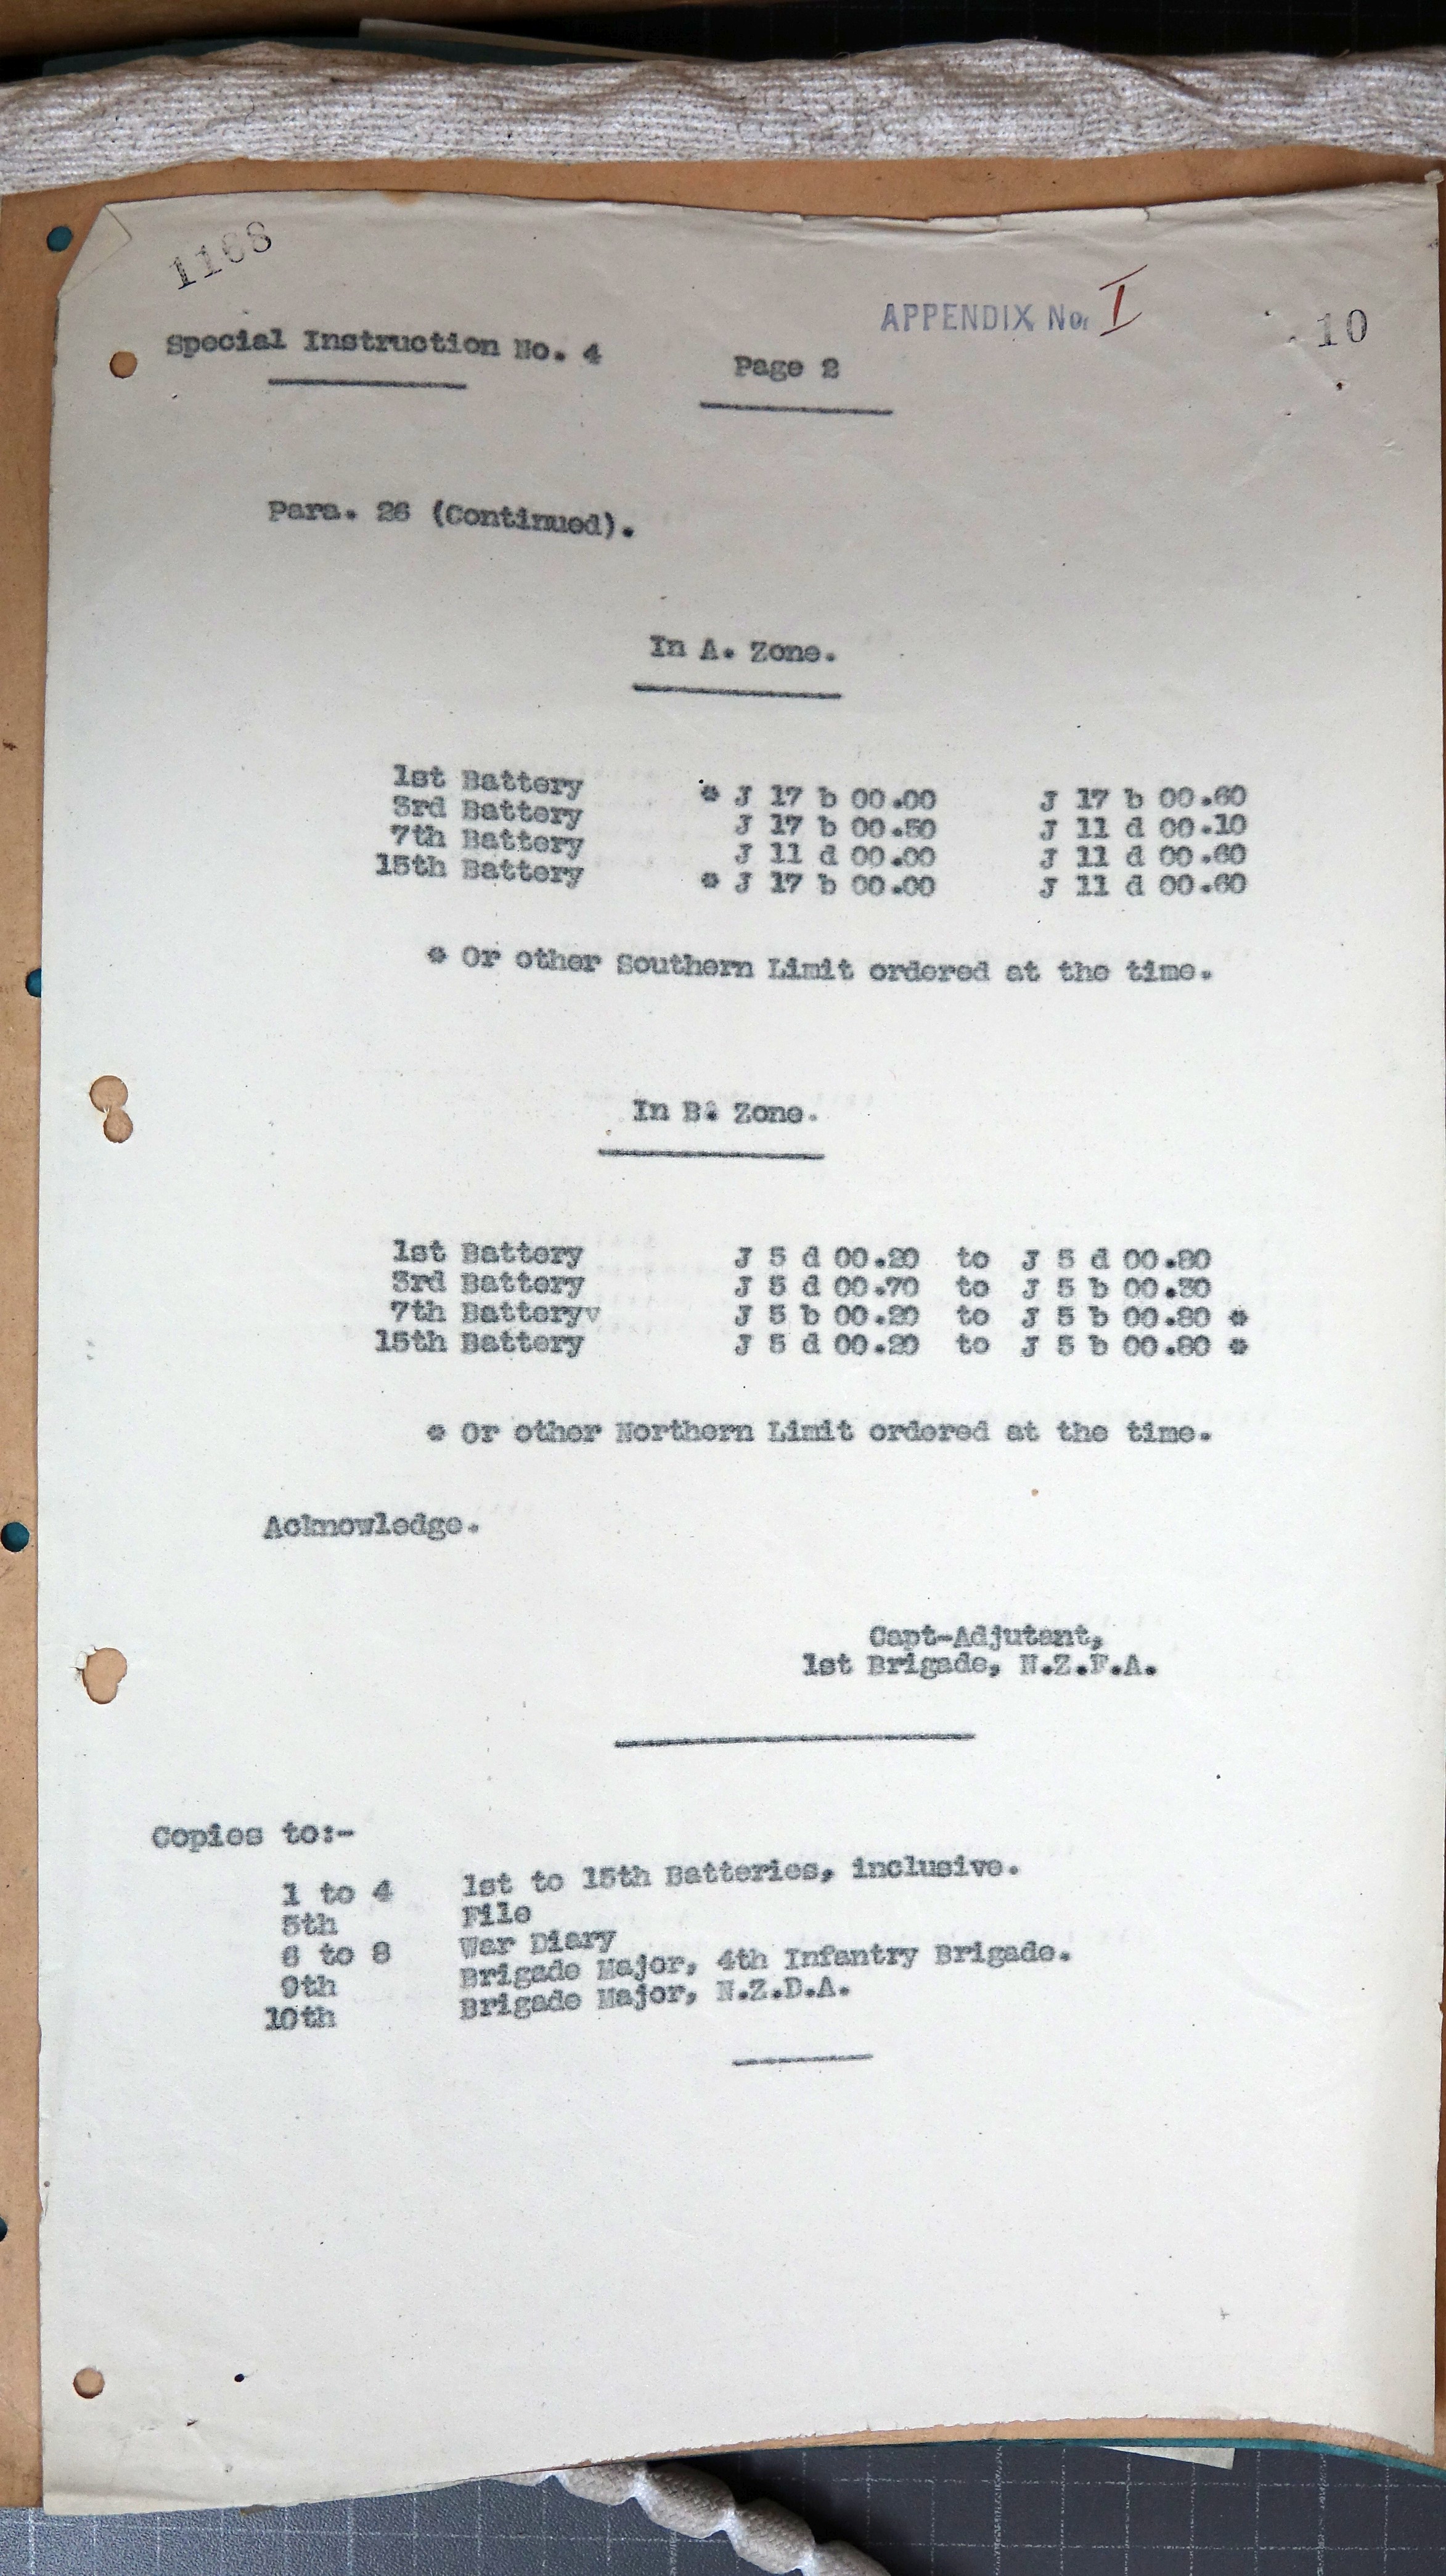 1168
APPENDIX No. I
10
Special Instruction No. 4
Page 2
Para. 26 (Continued).
In A. Zone.
1st Battery * J 17 b 00.00 J 17 b 00.60
3rd Battery J 17 b 00.50 J 11 d 00.10
7th Battery J 11 d 00.00 J 11 d 00.60
15th Battery * J 17 b 00.00 J 11 d 00.60
* Or other Southern Limit ordered at the time.
In B. Zone.
1st Battery J 5 d 00.20 to J 5 d 00.80
3rd Battery J 5 d 00.70 to J 5 b 00.30
7th Batteryv J 5 b 00.20 to J 5 b 00.80 *
15th Battery J 5 d 00.20 to J 5 b 00.80 *
* Or other Northern Limit ordered at the time.
Acknowledge.
Capt-Adjutant,
1st Brigade, N.Z.F.A.
Copies to:-
1 to 4 1st to 15th Batteries, inclusive.
5th File
6 to 8 War Diary
9th Brigade Major, 4th Infantry Brigade.
10th Brigade Major, N.Z.D.A.